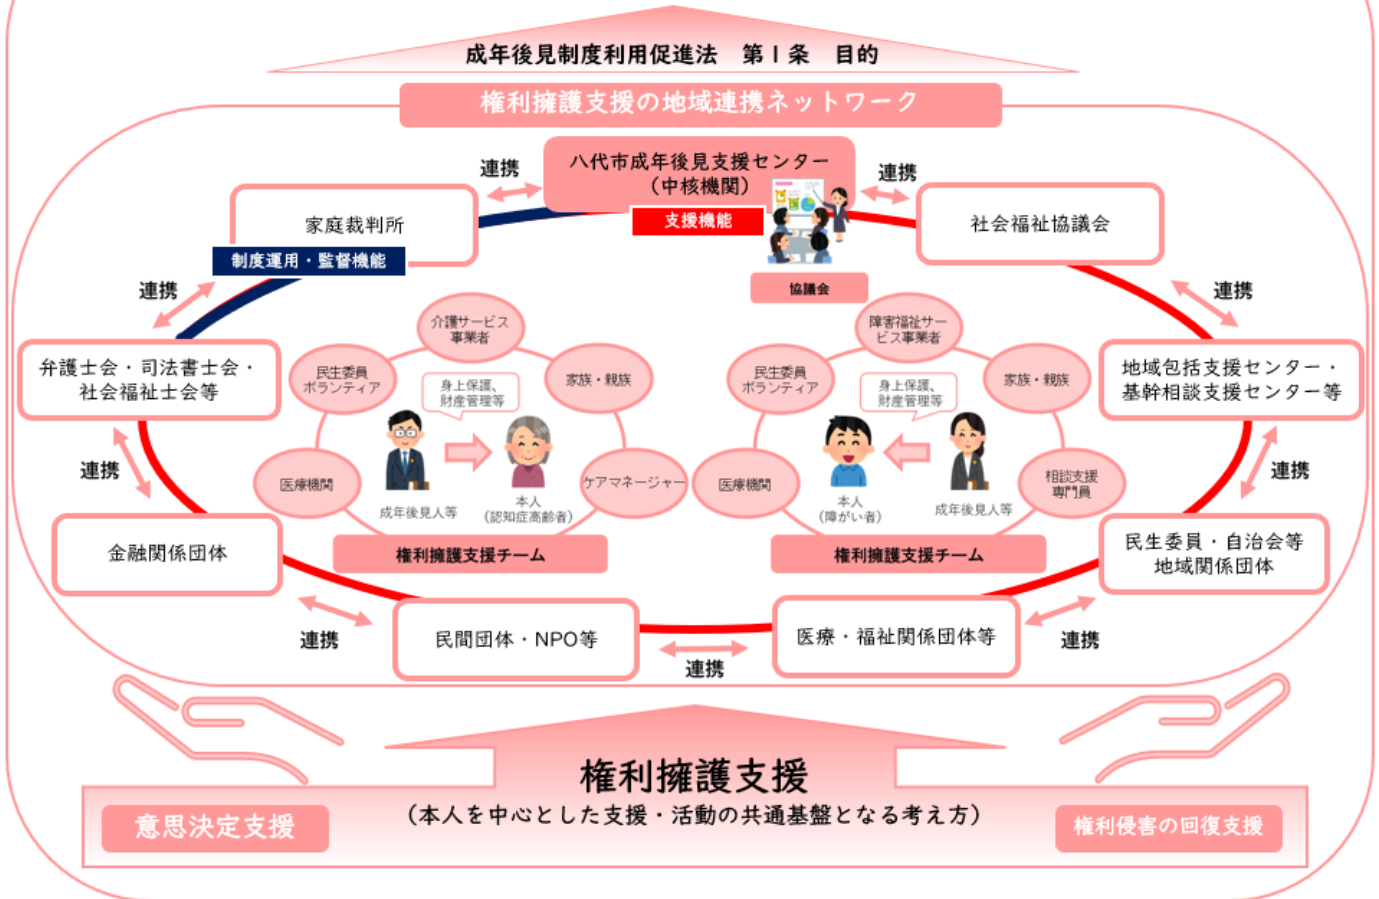 成年後見制度利用促進法　第1条　目的
権利擁護支援の地域連携ネットワーク
八代市成年後見支援センター
（中核機関）
支援機能
連携
連携
家庭裁判所
制度運用・監督機能
社会福祉協議会
協議会
連携
連携
弁護士会・司法書士会・
社会福祉士会等
地域包括支援センター・
基幹相談支援センター等
介護サービス
事業者
民生委員
ボランティア
家族・親族
身上保護、
財産管理等
医療機関
ケアマネージャー
成年後見人等
本人
（認知症高齢者）
権利擁護支援チーム
障害福祉サー
ビス事業者
民生委員
ボランティア
家族・親族
身上保護、
財産管理等
医療機関
相談支援
専門員
本人
（障がい者）
成年後見人等
権利擁護支援チーム
連携
連携
金融関係団体
民生委員・自治会等
地域関係団体
連携
民間団体・NPO等
連携
医療・福祉関係団体等
連携
権利擁護支援
（本人を中心とした支援・活動の共通基盤となる考え方）
意思決定支援
権利侵害の回復支援